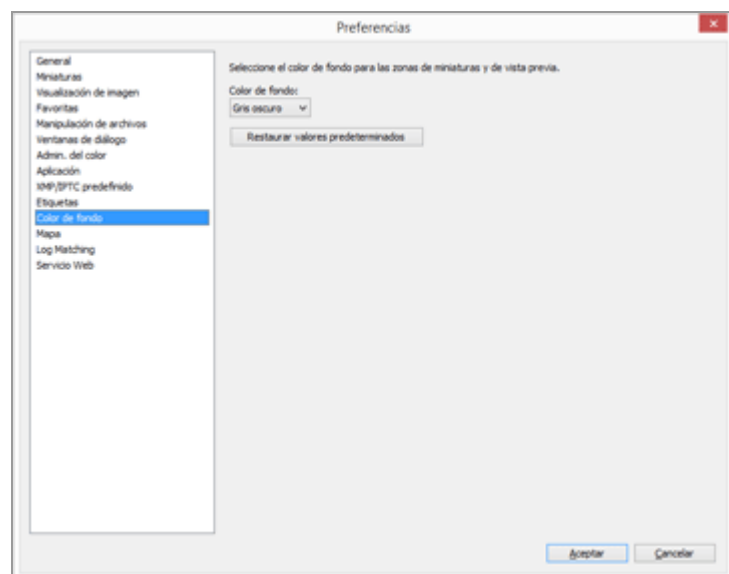 Preferencias
General
Miniaturas
Visualización de imagen
Favoritas
Manipulación de archivos
Ventanas de diálogo
Admin. del color
Aplicación
XMP/IPTC predefinido
Etiquetas
Color de fondo
Mapa
Log Matching
Servicio Web
Seleccione el color de fondo para las zonas de miniaturas y de vista previa.
Color de fondo:
Gris oscuro
Restaurar valores predeterminados
Aceptar
Cancelar